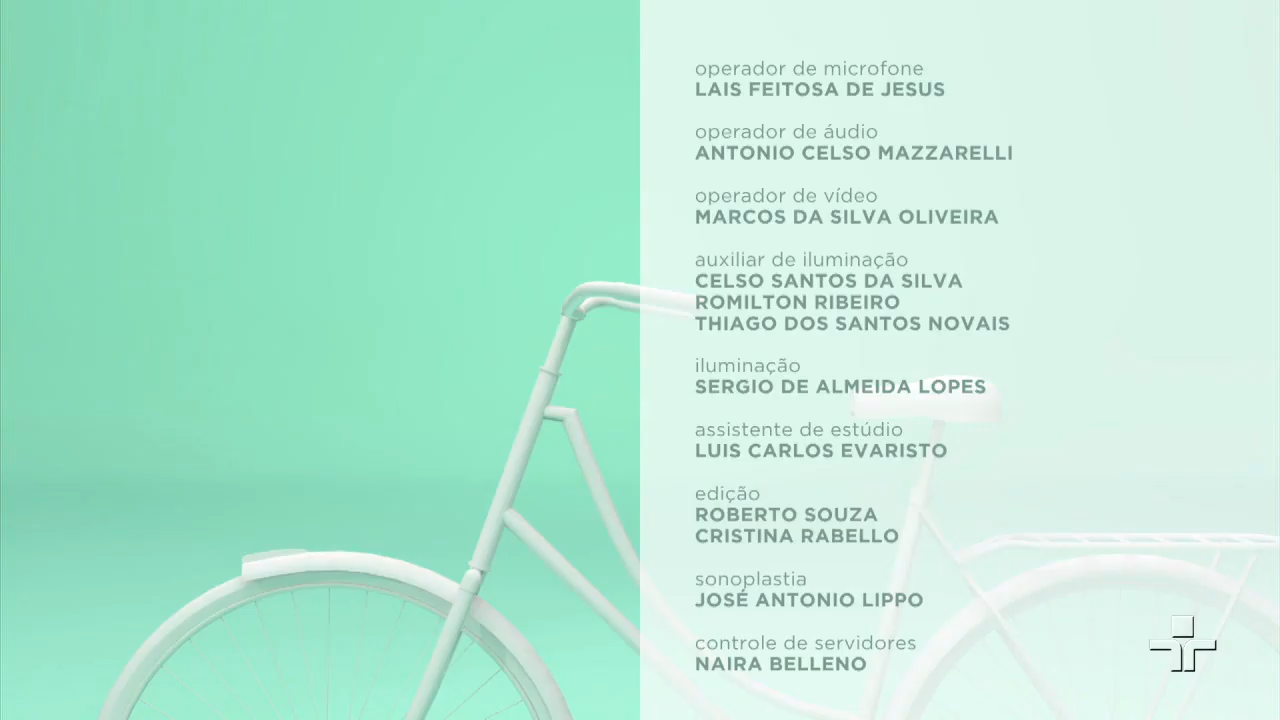 operador de microfone
LAIS FEITOSA DE JESUS
operador de áudio
ANTONIO CELSO MAZZARELLI
operador de vídeo
MARCOS DA SILVA OLIVEIRA
auxiliar de iluminação
CELSO SANTOS DA SILVA
ROMILTON RIBEIRO
THIAGO DOS SANTOS NOVAIS
iluminação
SERGIO DE ALMEIDA LOPES
assistente de estúdio
LUIS CARLOS EVARISTO
edição
ROBERTO SOUZA
CRISTINA RABELLO
sonoplastia
JOSÉ ANTONIO LIPPO
controle de servidores
NAIRA BELLENO